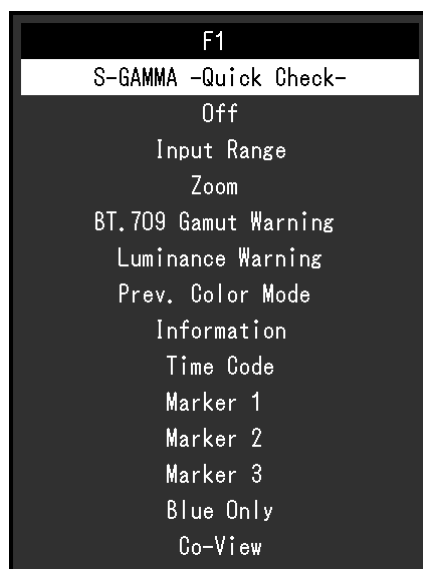 F1
S-GAMMA -Quick Check-
Off
Input Range
Zoom
BT.709 Gamut Warning
Luminance Warning
Prev. Color Mode
Information
Time Code
Marker 1
Marker 2
Marker 3
Blue Only
Co-View